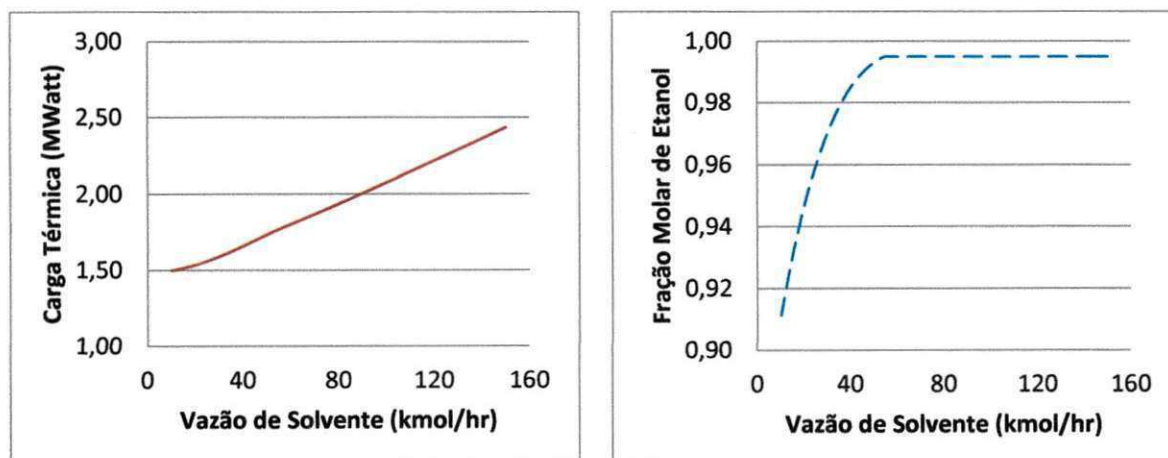 3,00
2,50
2,00
1,50
1,00
Carga Térmica (MWatt)
0 40 80 120 160
Vazão de Solvente (kmol/hr)
1,00
0,98
0,96
0,94
0,92
0,90
Fração Molar de Etanol
0 40 80 120 160
Vazão de Solvente (kmol/hr)